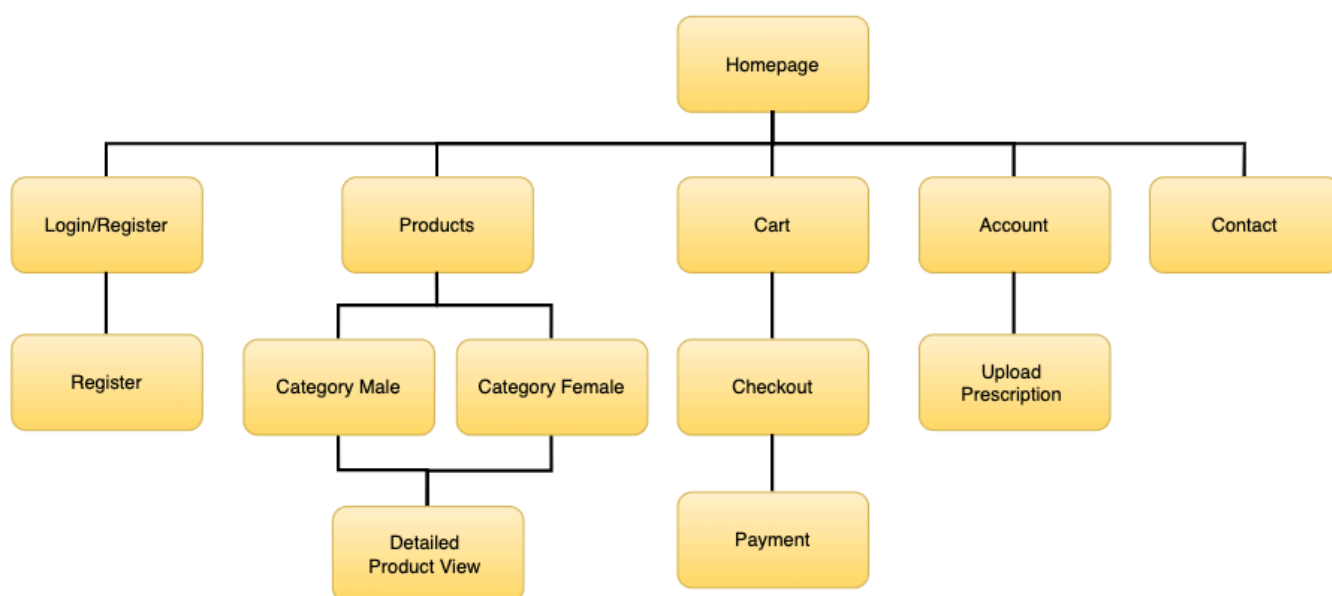 Homepage
Login/Register
Products
Cart
Account
Contact
Register
Category Male
Category Female
Checkout
Upload
Prescription
Detailed
Product View
Payment